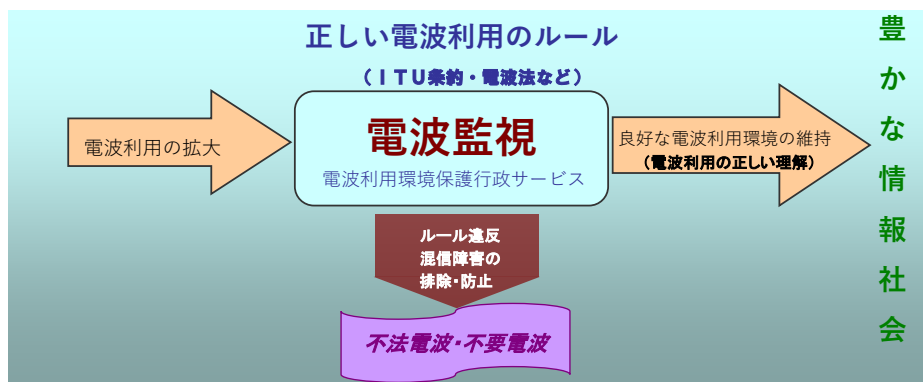 正しい電波利用のルール
（ＩＴＵ条約・電波法など）
電波利用の拡大
電波監視
電波利用環境保護行政サービス
良好な電波利用環境の維持
（電波利用の正しい理解）
ルール違反
混信障害の
排除・防止
不法電波・不要電波
豊かな情報社会